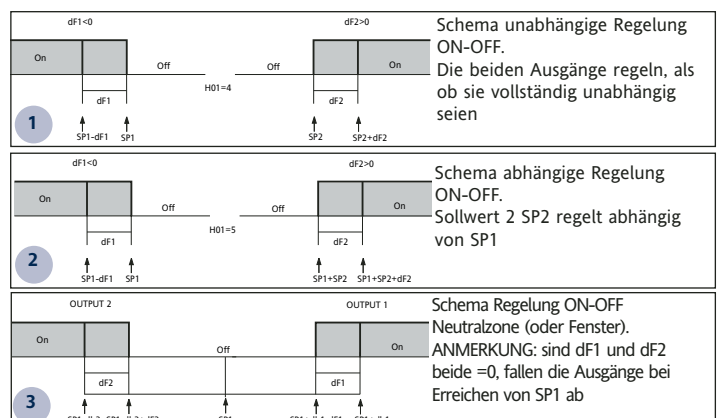 dF1<0
dF2>0
On
Off
Off
On
H01=4
dF1
dF2
1
SP1-dF1
SP1
SP2
SP2+dF2
Schema unabhängige Regelung
ON-OFF.
Die beiden Ausgänge regeln, als
ob sie vollständig unabhängig
seien
dF1<0
dF2>0
On
Off
Off
On
H01=5
dF1
dF2
2
SP1-dF1
SP1
SP1+SP2
SP1+SP2+dF2
Schema abhängige Regelung
ON-OFF.
Sollwert 2 SP2 regelt abhängig
von SP1
OUTPUT 2
OUTPUT 1
On
Off
On
dF2
dF1
3
Schema Regelung ON-OFF
Neutralzone (oder Fenster).
ANMERKUNG: sind dF1 und dF2
beide =0, fallen die Ausgänge bei
Erreichen von SP1 ab